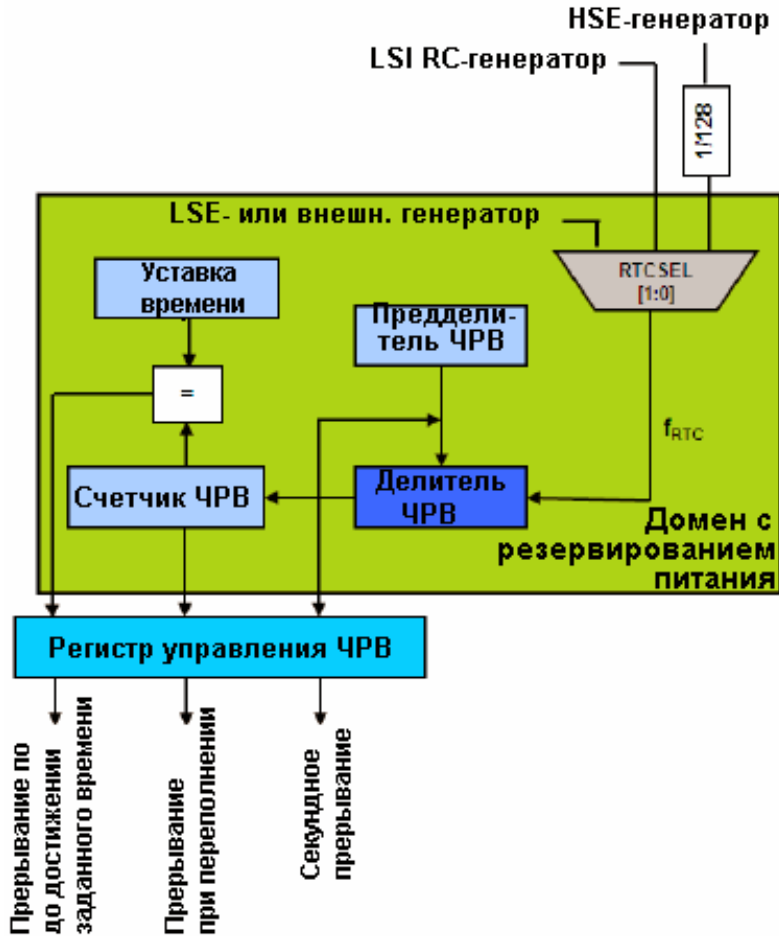 HSE-генератор
LSI RC-генератор
1/128
LSE- или внешн. генератор
RTCSEL
[1:0]
Уставка
времени
Преддели-
тель ЧРВ
=
fRTC
Счетчик ЧРВ
Делитель
ЧРВ
Домен с
резервированием
питания
Регистр управления ЧРВ
Прерывание по
до достижении
заданного времени
Прерывание
при переполнении
Секундное
прерывание